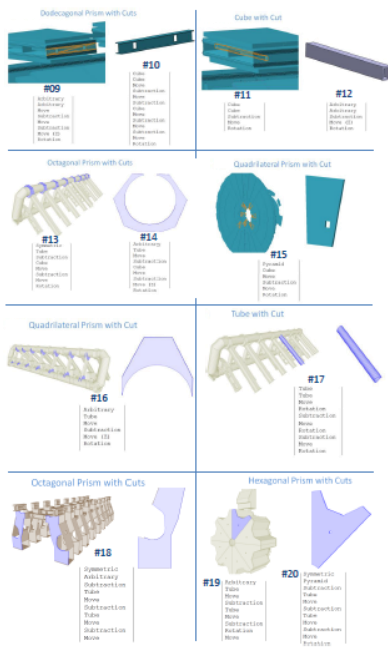 Dodecagonal Prism with Cuts
#09
Arbitrary
Arbitrary
Move
Subtraction
Move
Subtraction
Move (2)
Rotation
#10
Cube
Cube
Move
Subtraction
Move
Cube
Move
Subtraction
Move
Rotation
Cube with Cut
#11
Cube
Cube
Subtraction
Move
Rotation
#12
Arbitrary
Arbitrary
Subtraction
Move (2)
Rotation
Octagonal Prism with Cuts
#13
Symmetric
Tube
Subtraction
Cube
Move
Subtraction
Move
Rotation
#14
Arbitrary
Tube
Move
Subtraction
Cube
Move
Subtraction
Move (2)
Rotation
Quadrilateral Prism with Cut
#15
Pyramid
Cube
Move
Subtraction
Move
Rotation
Quadrilateral Prism with Cut
#16
Arbitrary
Tube
Move
Subtraction
Move (2)
Rotation
Tube with Cut
#17
Tube
Tube
Move
Rotation
Subtraction
Move
Rotation
Subtraction
Move
Rotation
Octagonal Prism with Cuts
#18
Symmetric
Arbitrary
Subtraction
Tube
Move
Subtraction
Tube
Move
Subtraction
Move
Hexagonal Prism with Cuts
#19
Arbitrary
Tube
Move
Subtraction
Tube
Move
Subtraction
Rotation
Move
#20
Symmetric
Pyramid
Subtraction
Tube
Move
Subtraction
Tube
Move
Subtraction
Move
Rotation